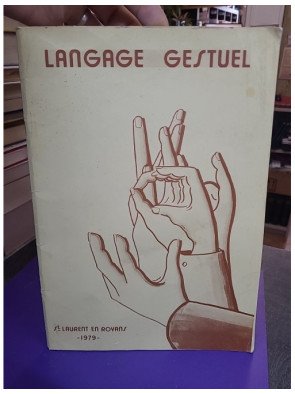 LANGAGE GESTUEL
St LAURENT EN ROYANS
-1979-